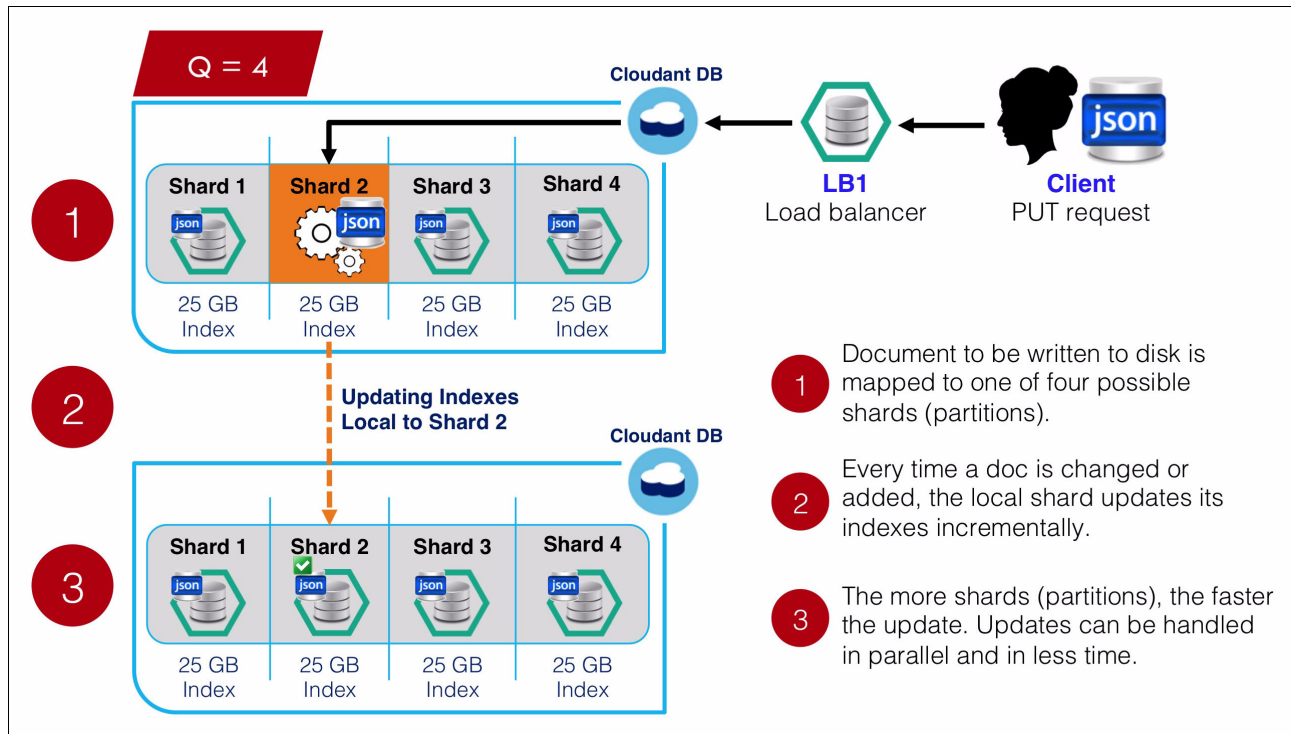 Q = 4
Cloudant DB
json
LB1
Load balancer
Client
PUT request
1
Shard 1
Shard 2
Shard 3
Shard 4
json
json
json
json
25 GB
Index
25 GB
Index
25 GB
Index
25 GB
Index
2
Updating Indexes
Local to Shard 2
Cloudant DB
3
Shard 1
Shard 2
Shard 3
Shard 4
json
json
json
json
25 GB
Index
25 GB
Index
25 GB
Index
25 GB
Index
1
Document to be written to disk is
mapped to one of four possible
shards (partitions).
2
Every time a doc is changed or
added, the local shard updates its
indexes incrementally.
3
The more shards (partitions), the faster
the update. Updates can be handled
in parallel and in less time.